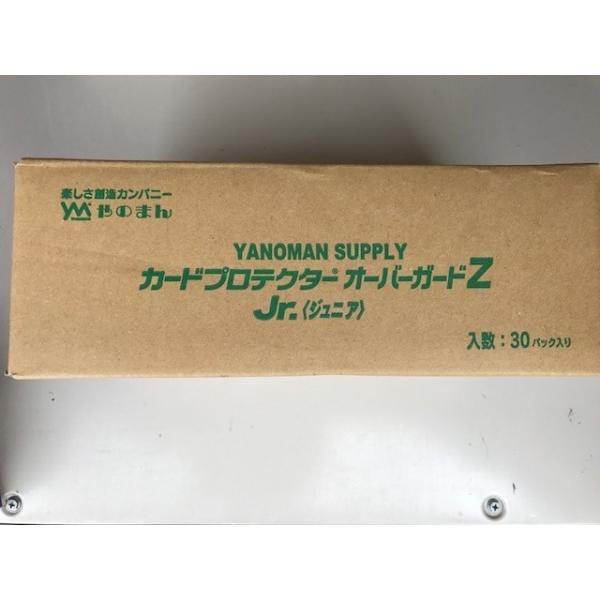 楽しさ創造カンパニー
YM やのまん
YANOMAN SUPPLY
カードプロテクター® オーバーガードZ
Jr.〈ジュニア〉
入数：30パック入り